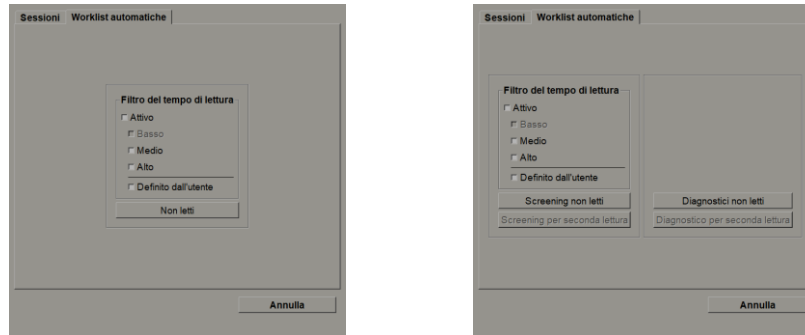 Sessioni Worklist automatiche
Filtro del tempo di lettura
Attivo
Basso
Medio
Alto
Definito dall'utente
Non letti
Annulla
Sessioni Worklist automatiche
Filtro del tempo di lettura
Attivo
Basso
Medio
Alto
Definito dall'utente
Screening non letti
Screening per seconda lettura
Diagnostici non letti
Diagnostico per seconda lettura
Annulla